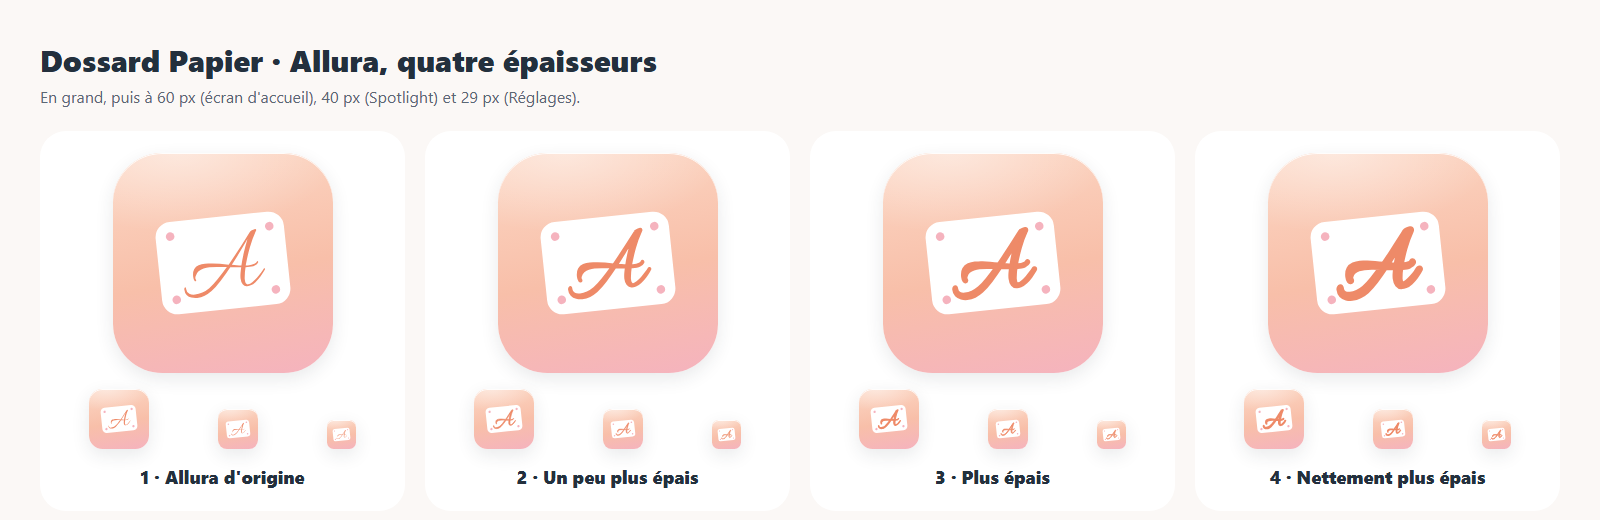 Dossard Papier · Allura, quatre épaisseurs
En grand, puis à 60 px (écran d'accueil), 40 px (Spotlight) et 29 px (Réglages).
A A A A
A A A A A A A A A A A A
1 · Allura d'origine 2 · Un peu plus épais 3 · Plus épais 4 · Nettement plus épais